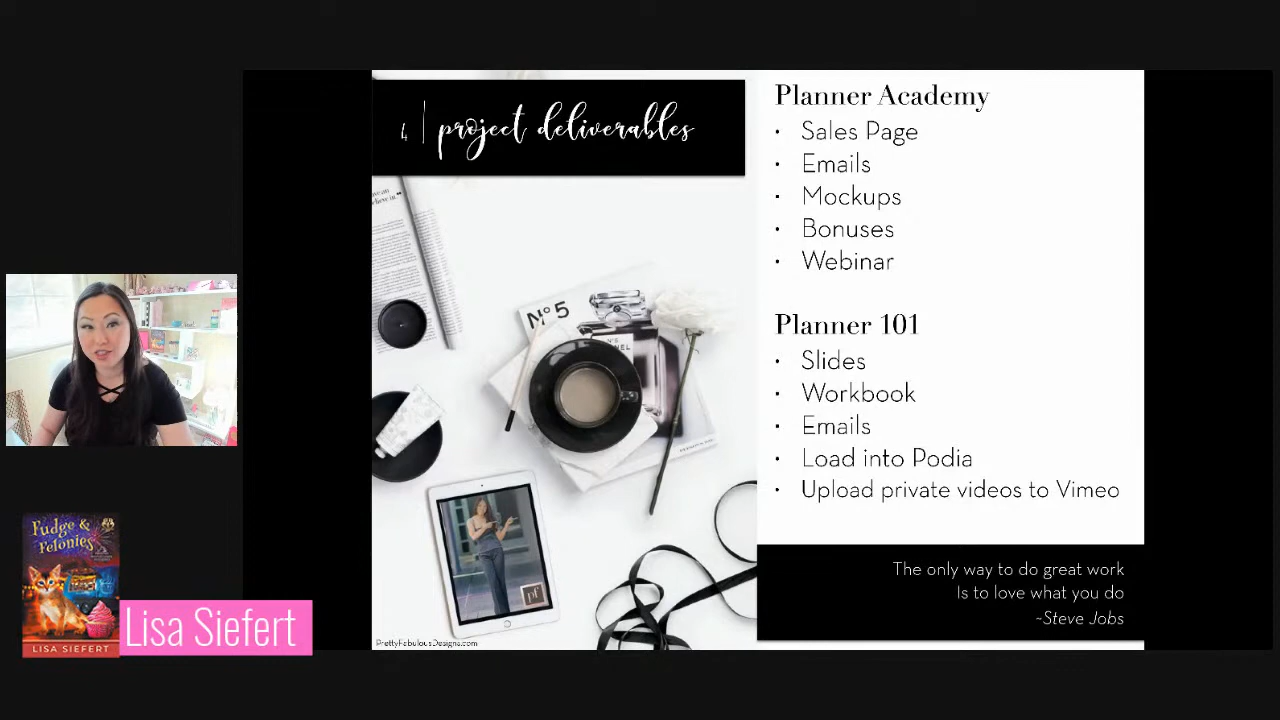 4 | project deliverables
Planner Academy
• Sales Page
• Emails
• Mockups
• Bonuses
• Webinar
Planner 101
• Slides
• Workbook
• Emails
• Load into Podia
• Upload private videos to Vimeo
The only way to do great work
Is to love what you do
~Steve Jobs
Nº5
pf
PrettyFabulousDesigns.com
Fudge &
Felonies
LISA SIEFERT
Lisa Siefert